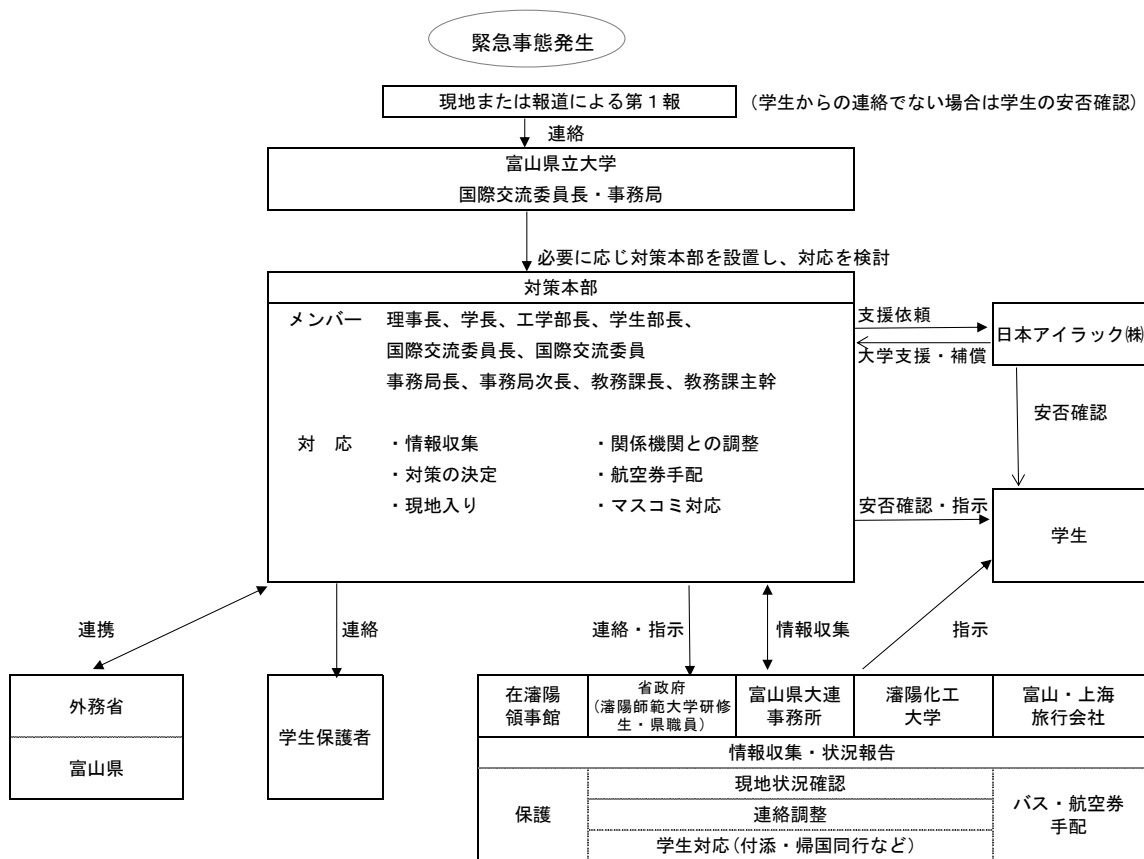 緊急事態発生
現地または報道による第１報
(学生からの連絡でない場合は学生の安否確認)
連絡
富山県立大学
国際交流委員長・事務局
必要に応じ対策本部を設置し、対応を検討
対策本部
メンバー　理事長、学長、工学部長、学生部長、
国際交流委員長、国際交流委員
事務局長、事務局次長、教務課長、教務課主幹
対　応　・情報収集　・関係機関との調整
・対策の決定　・航空券手配
・現地入り　・マスコミ対応
支援依頼
大学支援・補償
日本アイラック㈱
安否確認
安否確認・指示
学生
連携
連絡
連絡・指示
情報収集
指示
外務省
富山県
学生保護者
在瀋陽
領事館
省政府
(瀋陽師範大学研修
生・県職員)
富山県大連
事務所
瀋陽化工
大学
富山・上海
旅行会社
情報収集・状況報告
保護
現地状況確認
連絡調整
学生対応(付添・帰国同行など)
バス・航空券
手配